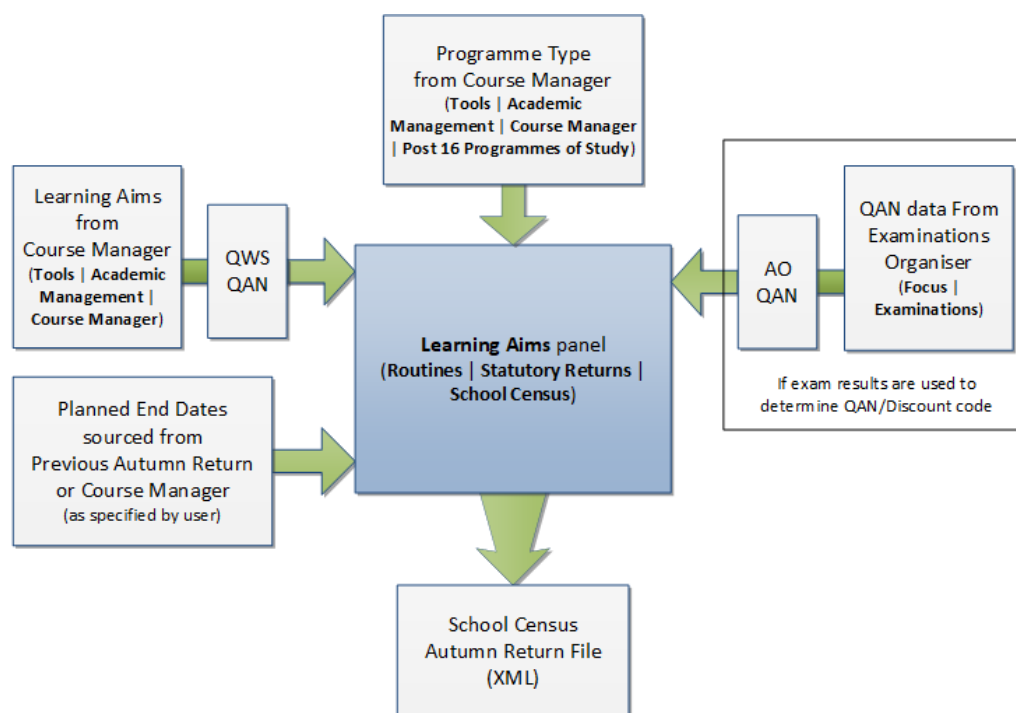 Programme Type
from Course Manager
(Tools | Academic
Management | Course Manager
| Post 16 Programmes of Study)
Learning Aims
from
Course Manager
(Tools | Academic
Management |
Course Manager)
QWS
QAN
AO
QAN
QAN data From
Examinations
Organiser
(Focus |
Examinations)
If exam results are used to
determine QAN/Discount code
Learning Aims panel
(Routines | Statutory Returns |
School Census)
Planned End Dates
sourced from
Previous Autumn Return
or Course Manager
(as specified by user)
School Census
Autumn Return File
(XML)